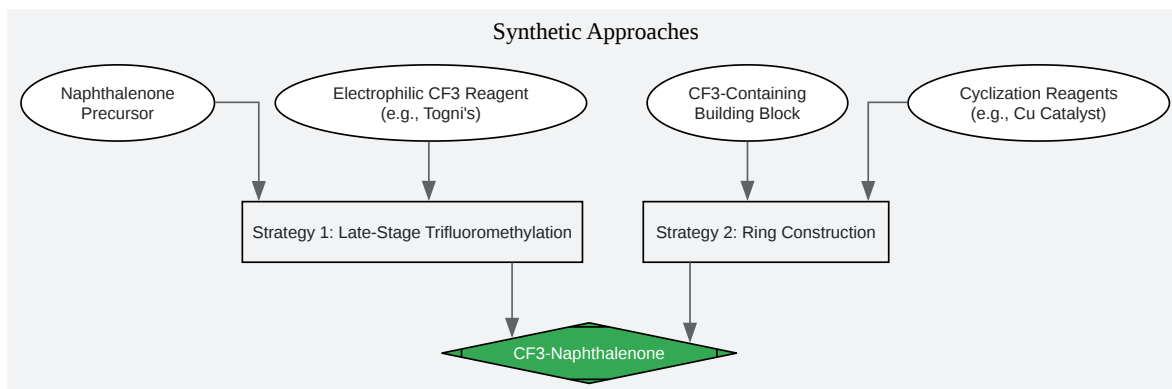 Synthetic Approaches
Naphthalenone
Precursor
Electrophilic CF3 Reagent
(e.g., Togni's)
CF3-Containing
Building Block
Cyclization Reagents
(e.g., Cu Catalyst)
Strategy 1: Late-Stage Trifluoromethylation
Strategy 2: Ring Construction
CF3-Naphthalenone